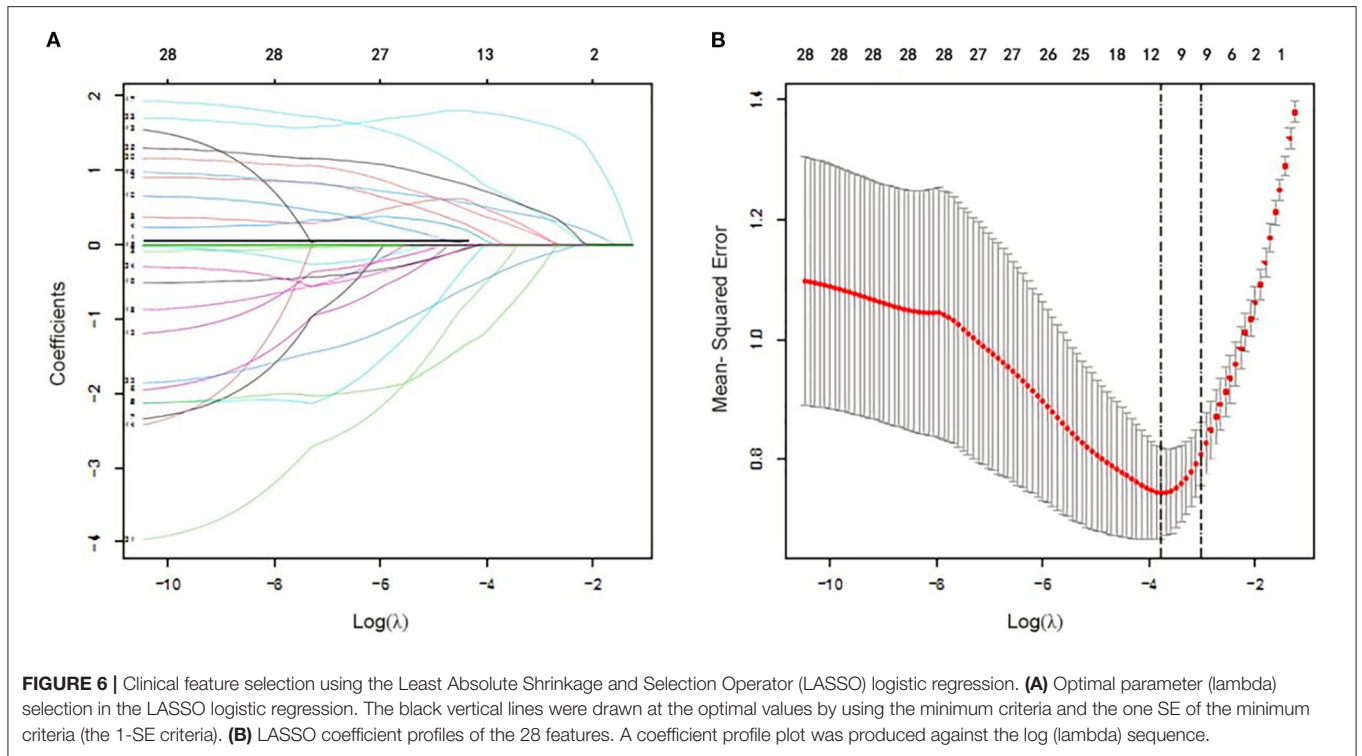 A
28 28 27 13 2
Coefficients
2
1
0
-1
-2
-3
-4
-10 -8 -6 -4 -2
Log(λ)
B
28 28 28 28 28 27 27 26 25 18 12 9 9 6 2 1
Mean- Squared Error
1.4
1.2
1.0
0.8
-10 -8 -6 -4 -2
Log(λ)
FIGURE 6 | Clinical feature selection using the Least Absolute Shrinkage and Selection Operator (LASSO) logistic regression. (A) Optimal parameter (lambda)
selection in the LASSO logistic regression. The black vertical lines were drawn at the optimal values by using the minimum criteria and the one SE of the minimum
criteria (the 1-SE criteria). (B) LASSO coefficient profiles of the 28 features. A coefficient profile plot was produced against the log (lambda) sequence.